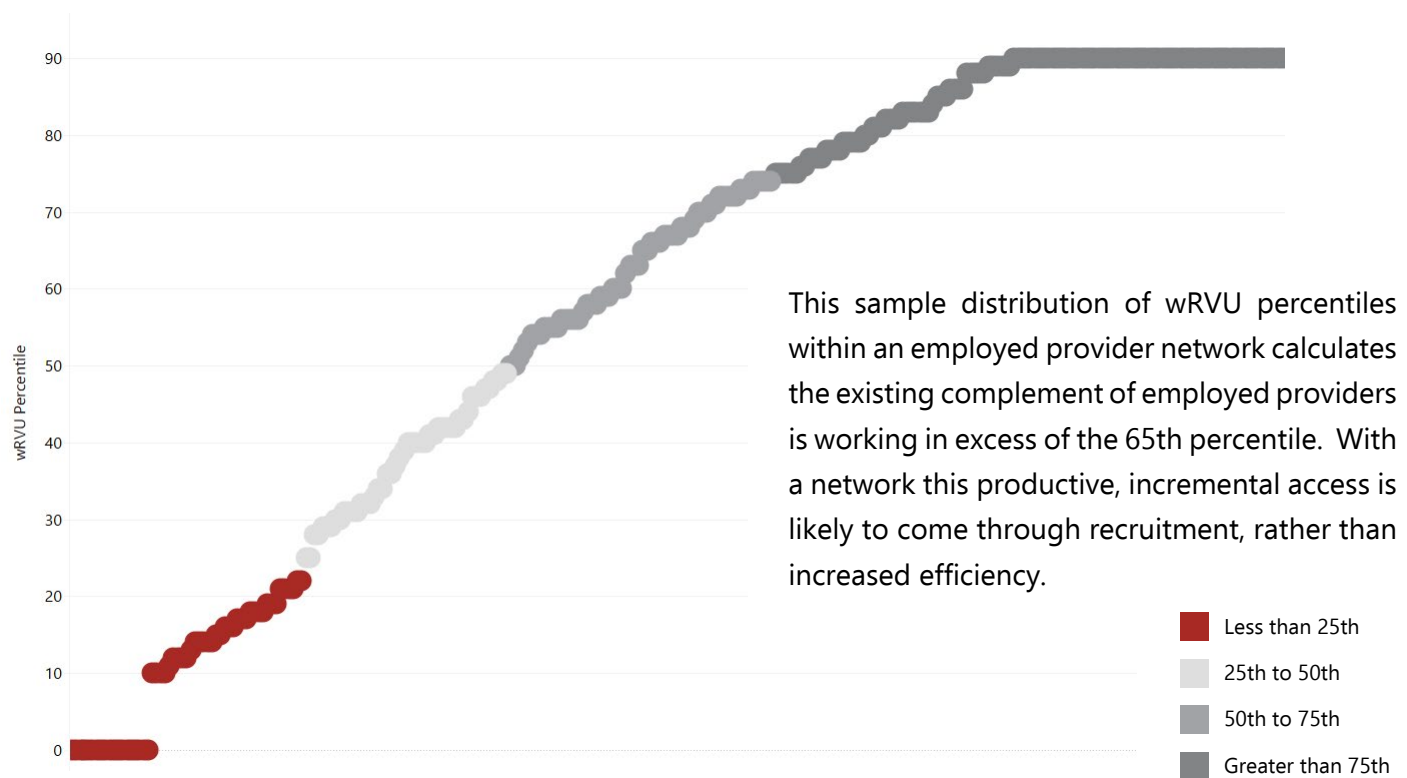 90
80
70
60
50
40
30
20
10
0
wRVU Percentile
This sample distribution of wRVU percentiles
within an employed provider network calculates
the existing complement of employed providers
is working in excess of the 65th percentile. With
a network this productive, incremental access is
likely to come through recruitment, rather than
increased efficiency.
Less than 25th
25th to 50th
50th to 75th
Greater than 75th